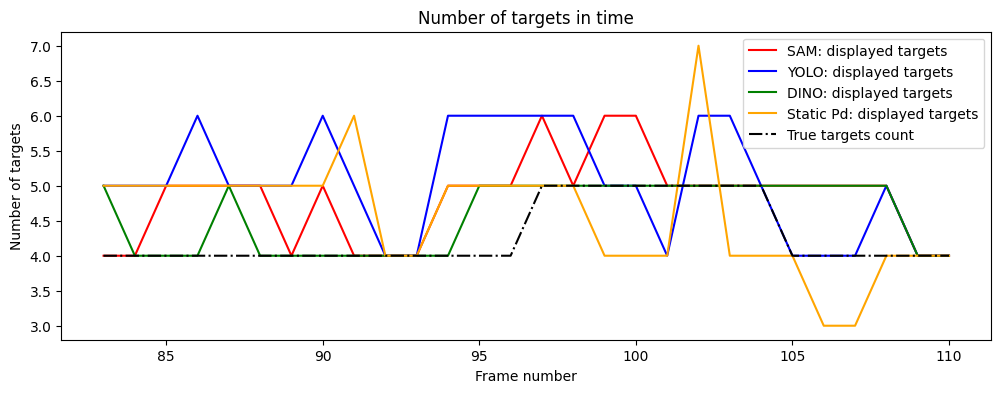 Number of targets in time
Number of targets
7.0
6.5
6.0
5.5
5.0
4.5
4.0
3.5
3.0
SAM: displayed targets
YOLO: displayed targets
DINO: displayed targets
Static Pd: displayed targets
True targets count
85
90
95
100
105
110
Frame number